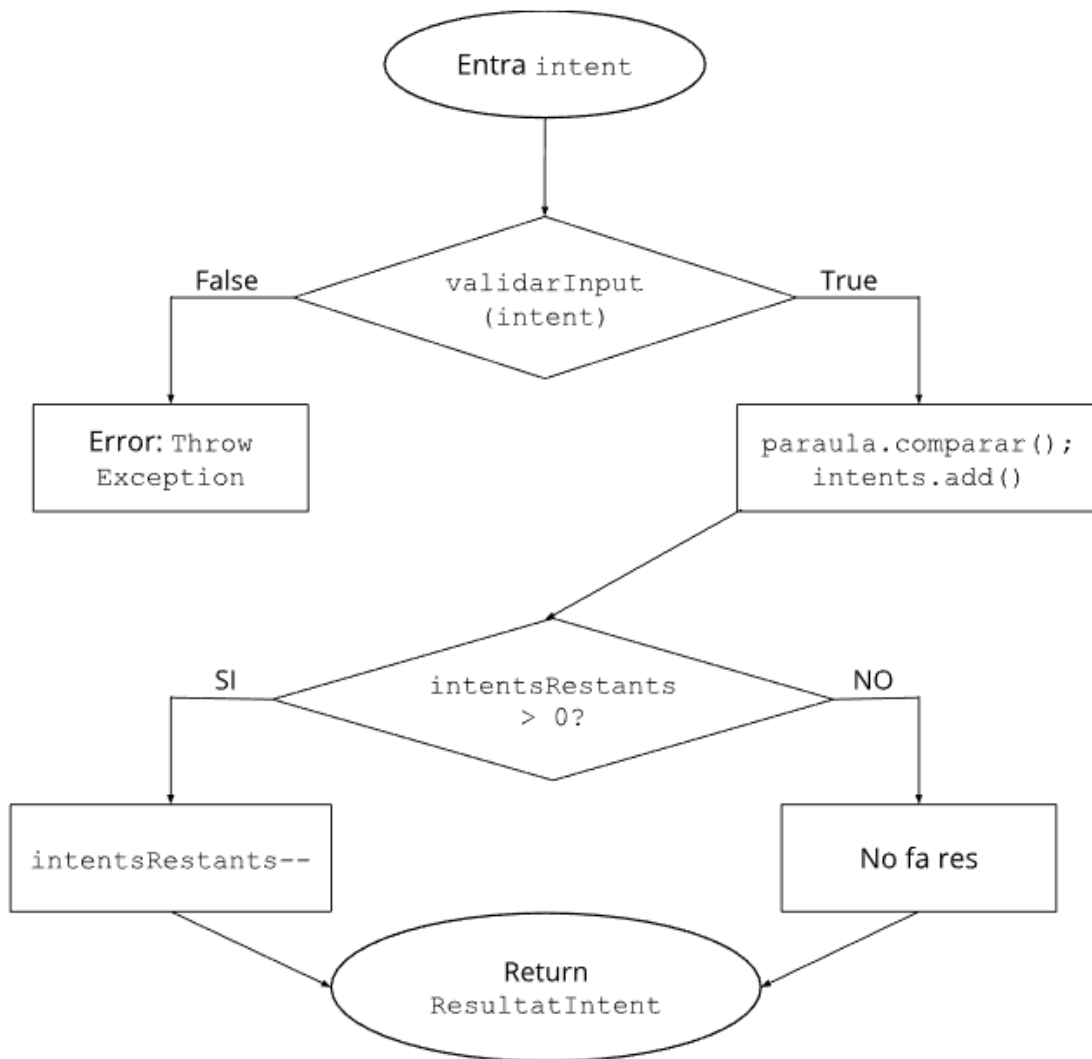 Entra intent
False
validarInput
(intent)
True
Error: Throw
Exception
paraula.comparar();
intents.add()
SI
intentsRestants
> 0?
NO
intentsRestants--
No fa res
Return
ResultatIntent